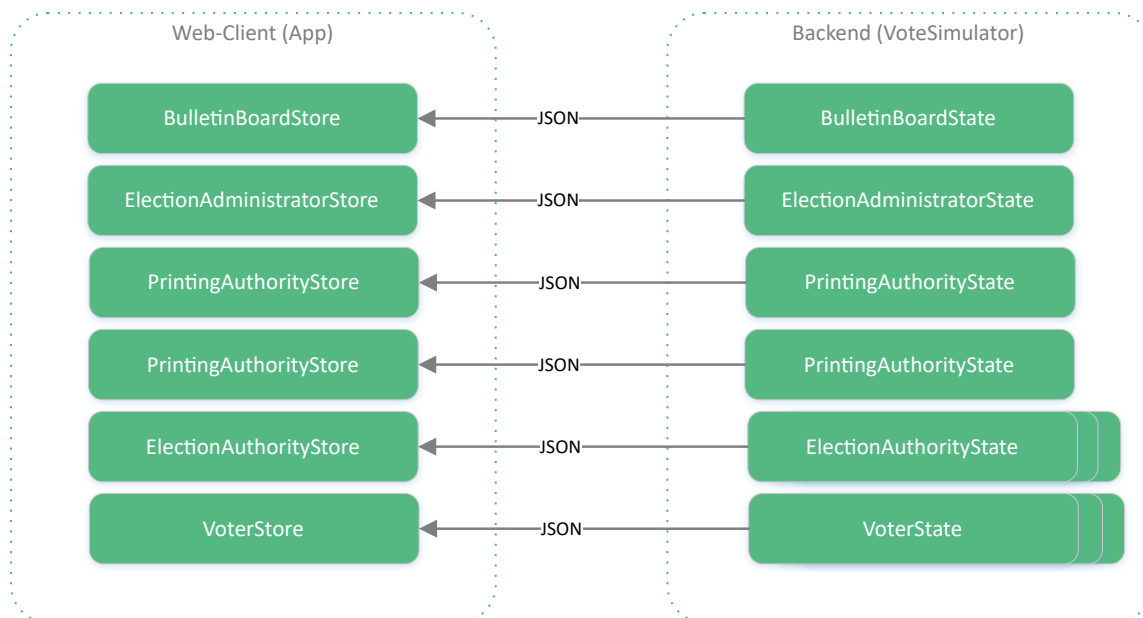 Web-Client (App)
Backend (VoteSimulator)
BulletinBoardStore
JSON
BulletinBoardState
ElectionAdministratorStore
JSON
ElectionAdministratorState
PrintingAuthorityStore
JSON
PrintingAuthorityState
PrintingAuthorityStore
JSON
PrintingAuthorityState
ElectionAuthorityStore
JSON
ElectionAuthorityState
VoterStore
JSON
VoterState